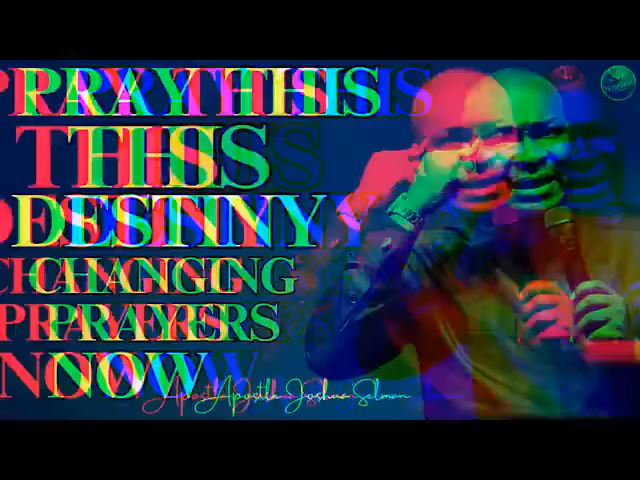 PRAY THIS
THIS
DESTINY
CHANGING
PRAYERS
NOW
Apostle Joshua Selman